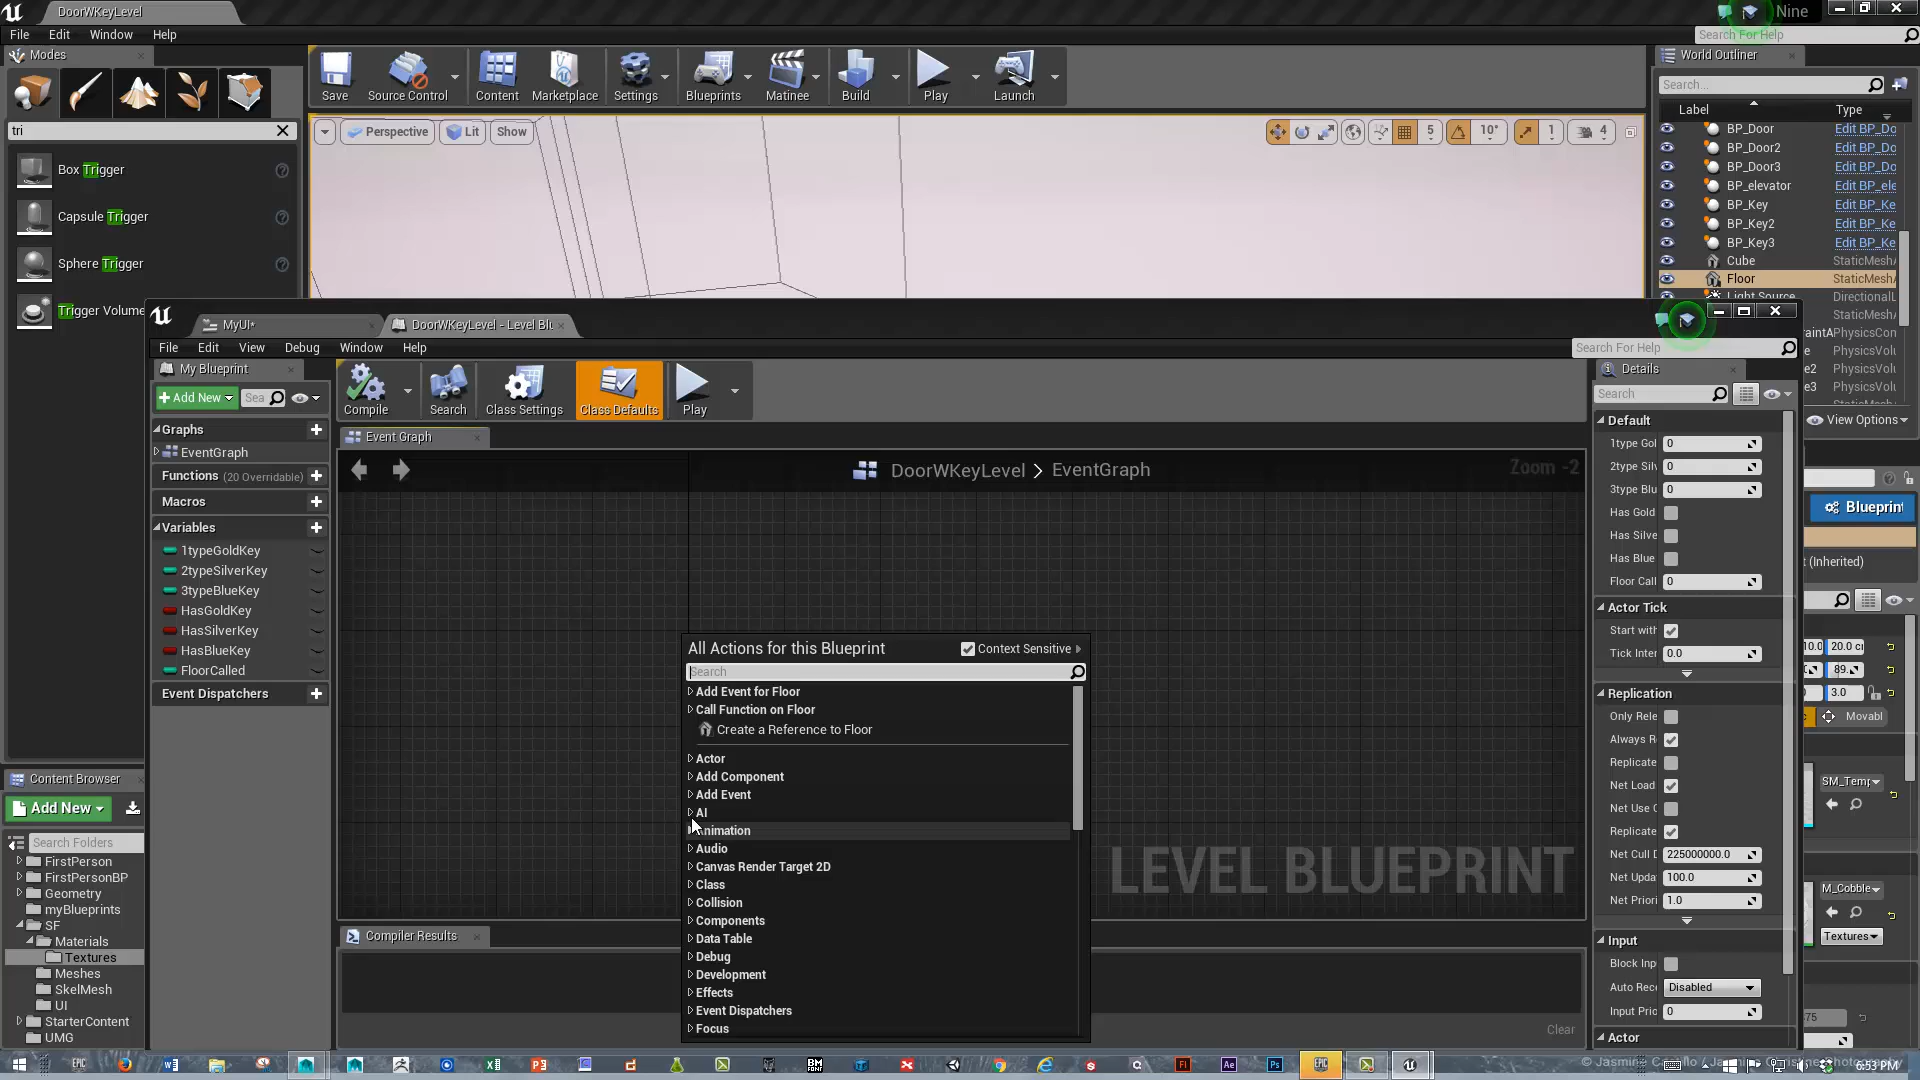 DoorWKeyLevel
Nine
File Edit Window Help
Search For Help
Modes
World Outliner
Save Source Control Content Marketplace Settings Blueprints Matinee Build Play Launch
Search...
Label Type
tri
Perspective Lit Show
5 10° 1 4
Box Trigger
Capsule Trigger
Sphere Trigger
Trigger Volume
BP_Door Edit BP_Do
BP_Door2 Edit BP_Do
BP_Door3 Edit BP_Do
BP_elevator Edit BP_ele
BP_Key Edit BP_Ke
BP_Key2 Edit BP_Ke
BP_Key3 Edit BP_Ke
Cube StaticMeshA
Floor StaticMeshA
Light Source DirectionalL
StaticMeshA
raintA PhysicsCon
e PhysicsVolu
e2 PhysicsVolu
e3 PhysicsVolu
View Options
MyUI*
DoorWKeyLevel - Level Blu
File Edit View Debug Window Help
Search For Help
My Blueprint
Add New
Sea
Compile Search Class Settings Class Defaults Play
Event Graph
Graphs
EventGraph
Functions (20 Overridable)
Macros
Variables
1typeGoldKey
2typeSilverKey
3typeBlueKey
HasGoldKey
HasSilverKey
HasBlueKey
FloorCalled
Event Dispatchers
DoorWKeyLevel > EventGraph
Zoom -2
LEVEL BLUEPRINT
All Actions for this Blueprint
Context Sensitive
Search
Add Event for Floor
Call Function on Floor
Create a Reference to Floor
Actor
Add Component
Add Event
AI
Animation
Audio
Canvas Render Target 2D
Class
Collision
Components
Data Table
Debug
Development
Effects
Event Dispatchers
Focus
Compiler Results
Clear
Details
Search
Default
1type Gol 0
2type Silv 0
3type Blu 0
Has Gold
Has Silve
Has Blue
Floor Call 0
Actor Tick
Start with
Tick Inter 0.0
Replication
Only Rele
Always R
Replicate
Net Load
Net Use O
Replicate
Net Cull D 225000000.0
Net Upda 100.0
Net Priori 1.0
Input
Block Inp
Auto Rece Disabled
Input Prio 0
Actor
Blueprint
t (Inherited)
10.0 20.0 c
89.
3.0
Movabl
SM_Temp
M_Cobble
Textures
Content Browser
Add New
Search Folders
FirstPerson
FirstPersonBP
Geometry
myBlueprints
SF
Materials
Textures
Meshes
SkelMesh
UI
StarterContent
UMG
6:53 PM